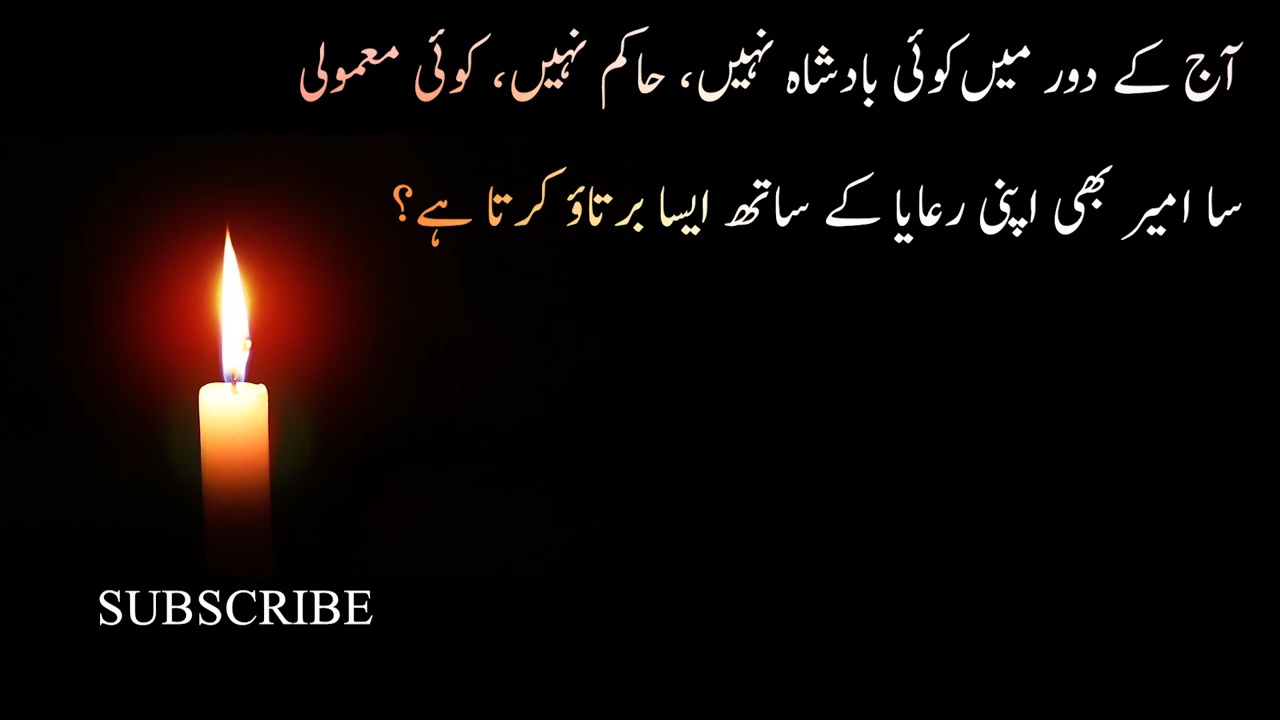 آج کے دور میں کوئی بادشاہ نہیں، حاکم نہیں، کوئی معمولی
سا امیر بھی اپنی رعایا کے ساتھ ایسا برتاؤ کرتا ہے؟
SUBSCRIBE